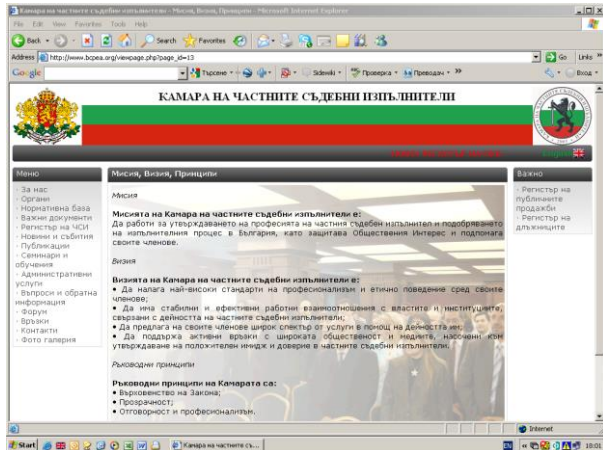 Камара на частните съдебни изпълнители - Мисия, Визия, Принципи - Microsoft Internet Explorer
File Edit View Favorites Tools Help
Back Search Favorites
Address http://www.bcpea.org/viewpage.php?page_id=13 Go Links »
Google Търсене Sidewiki Проверка Преводач » Вход
КАМАРА НА ЧАСТНИТЕ СЪДЕБНИ ИЗПЪЛНИТЕЛИ
Меню
· За нас
· Органи
· Нормативна база
· Важни документи
· Регистър на ЧСИ
· Новини и събития
· Публикации
· Семинари и
обучения
· Административни
услуги
· Въпроси и обратна
информация
· Форум
· Връзки
· Контакти
· Фото галерия
Мисия, Визия, Принципи
Мисия
Мисията на Камара на частните съдебни изпълнители е:
Да работи за утвърждаването на професията на частния съдебен изпълнител и подобряването
на изпълнителния процес в България, като защитава Обществения Интерес и подпомага
своите членове.
Визия
Визията на Камара на частните съдебни изпълнители е:
• Да налага най-високи стандарти на професионализъм и етично поведение сред своите
членове;
• Да има стабилни и ефективни работни взаимоотношения с властите и институциите,
свързани с дейността на частните съдебни изпълнители;
• Да предлага на своите членове широк спектър от услуги в помощ на дейността им;
• Да поддържа активни връзки с широката общественост и медиите, насочени към
утвърждаване на положителен имидж и доверие в частните съдебни изпълнители.
Ръководни принципи
Ръководни принципи на Камарата са:
• Върховенство на Закона;
• Прозрачност;
• Отговорност и професионализъм.
Важно
· Регистър на
публичните
продажби
· Регистър на
длъжниците
Internet
Start Камара на частните съ... EN 18:01